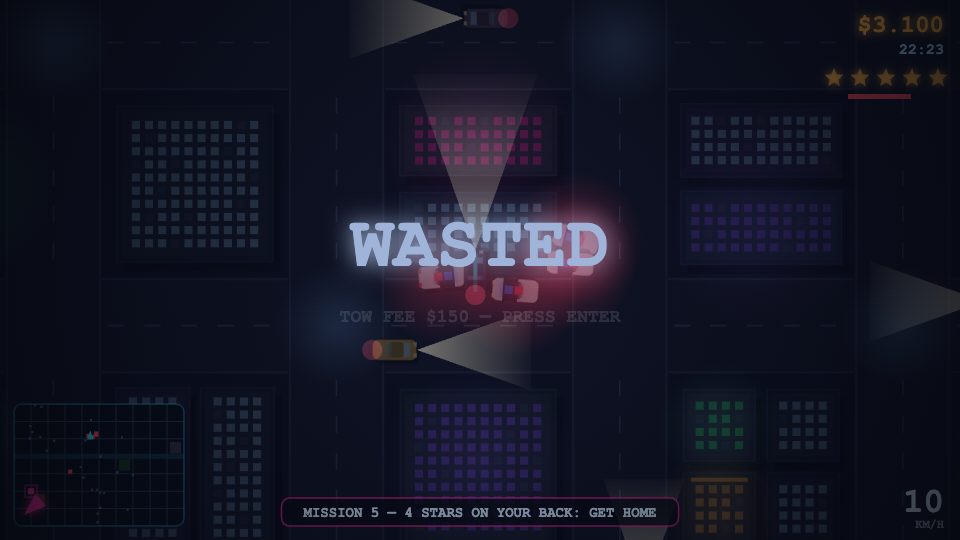 $3.100
22:23
WASTED
TOW FEE $150 — PRESS ENTER
MISSION 5 — 4 STARS ON YOUR BACK: GET HOME
10
KM/H